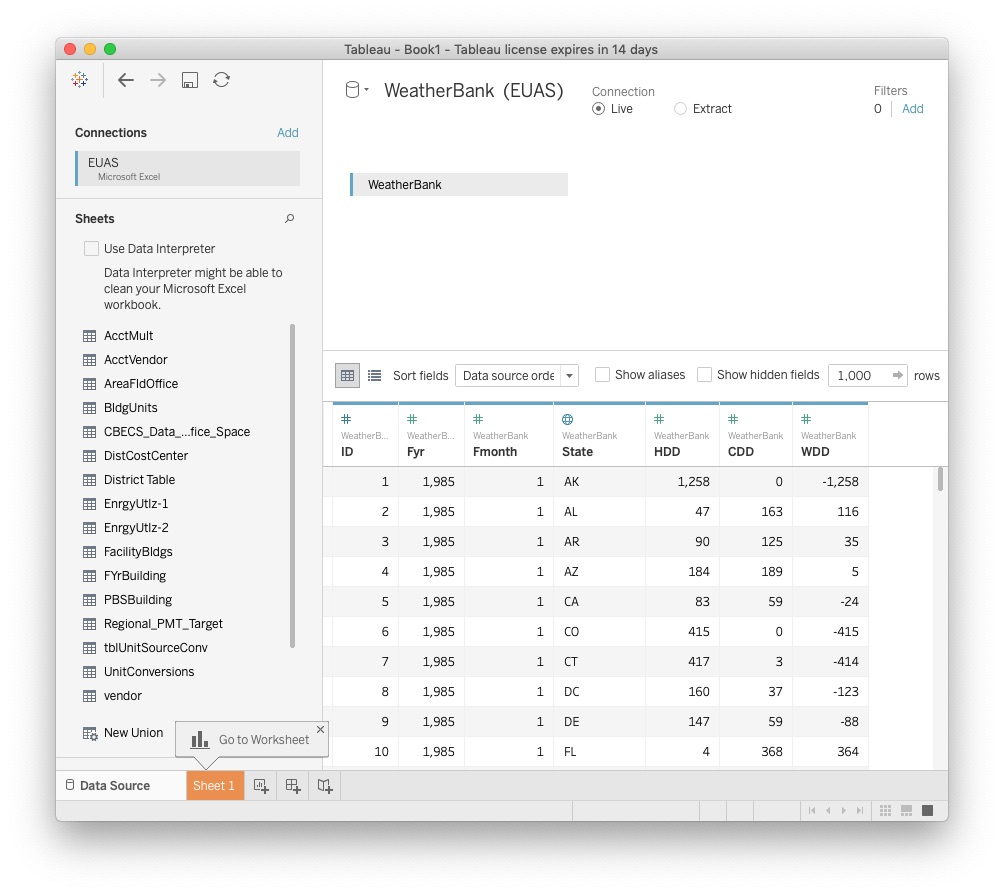 Tableau - Book1 - Tableau license expires in 14 days
Connections Add
EUAS
Microsoft Excel
Sheets
Use Data Interpreter
Data Interpreter might be able to
clean your Microsoft Excel
workbook.
AcctMult
AcctVendor
AreaFldOffice
BldgUnits
CBECS_Data_...fice_Space
DistCostCenter
District Table
EnrgyUtlz-1
EnrgyUtlz-2
FacilityBldgs
FYrBuilding
PBSBuilding
Regional_PMT_Target
tblUnitSourceConv
UnitConversions
vendor
New Union
WeatherBank (EUAS)
Connection
Live Extract
Filters
0 Add
WeatherBank
Sort fields Data source orde Show aliases Show hidden fields 1,000 rows
# # # # # #
WeatherB... WeatherB... WeatherBank WeatherBank WeatherBank WeatherBank WeatherBank
ID Fyr Fmonth State HDD CDD WDD
1 1,985 1 AK 1,258 0 -1,258
2 1,985 1 AL 47 163 116
3 1,985 1 AR 90 125 35
4 1,985 1 AZ 184 189 5
5 1,985 1 CA 83 59 -24
6 1,985 1 CO 415 0 -415
7 1,985 1 CT 417 3 -414
8 1,985 1 DC 160 37 -123
9 1,985 1 DE 147 59 -88
10 1,985 1 FL 4 368 364
Go to Worksheet
Data Source Sheet 1